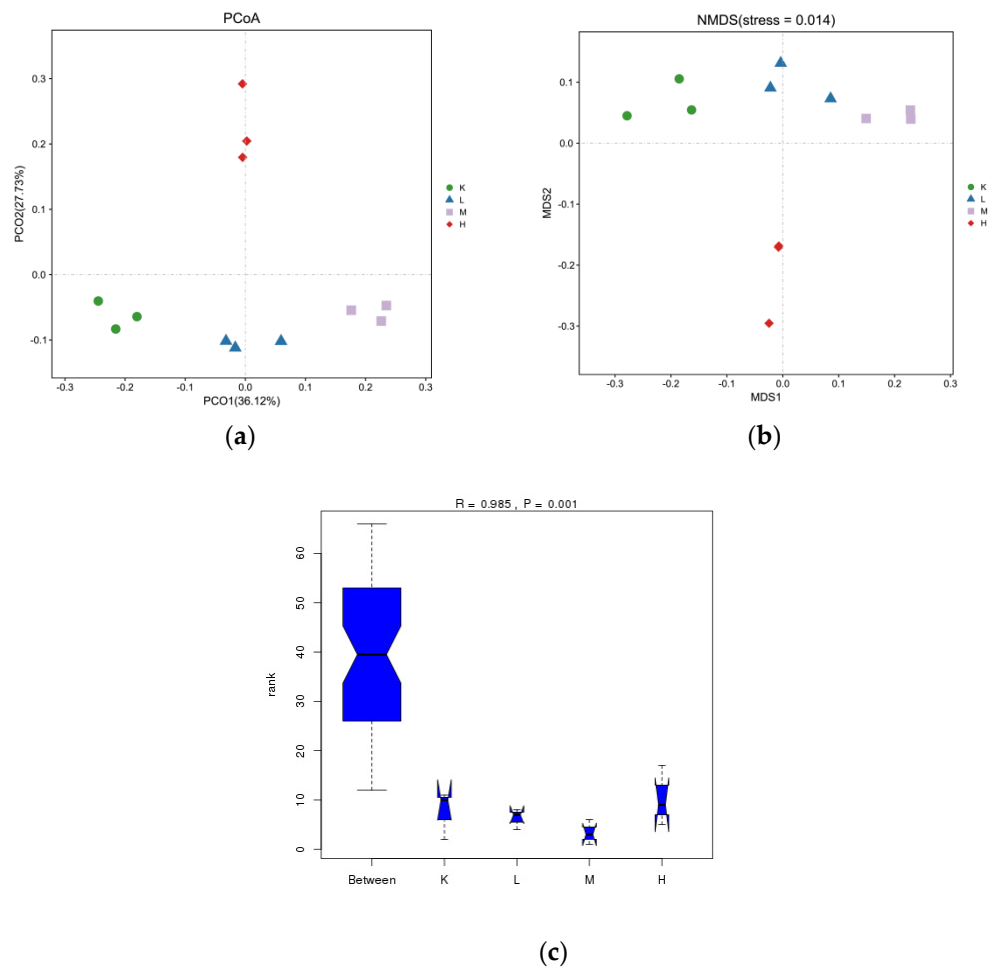 PCoA
0.3
0.2
0.1
0.0
-0.1
-0.3
-0.2
-0.1
0.0
0.1
0.2
0.3
PCO2(27.73%)
PCO1(36.12%)
K
L
M
H
(a)
NMDS(stress = 0.014)
0.1
0.0
-0.1
-0.2
-0.3
-0.3
-0.2
-0.1
0.0
0.1
0.2
0.3
MDS2
MDS1
K
L
M
H
(b)
R = 0.985 , P = 0.001
60
50
40
30
20
10
0
rank
Between
K
L
M
H
(c)